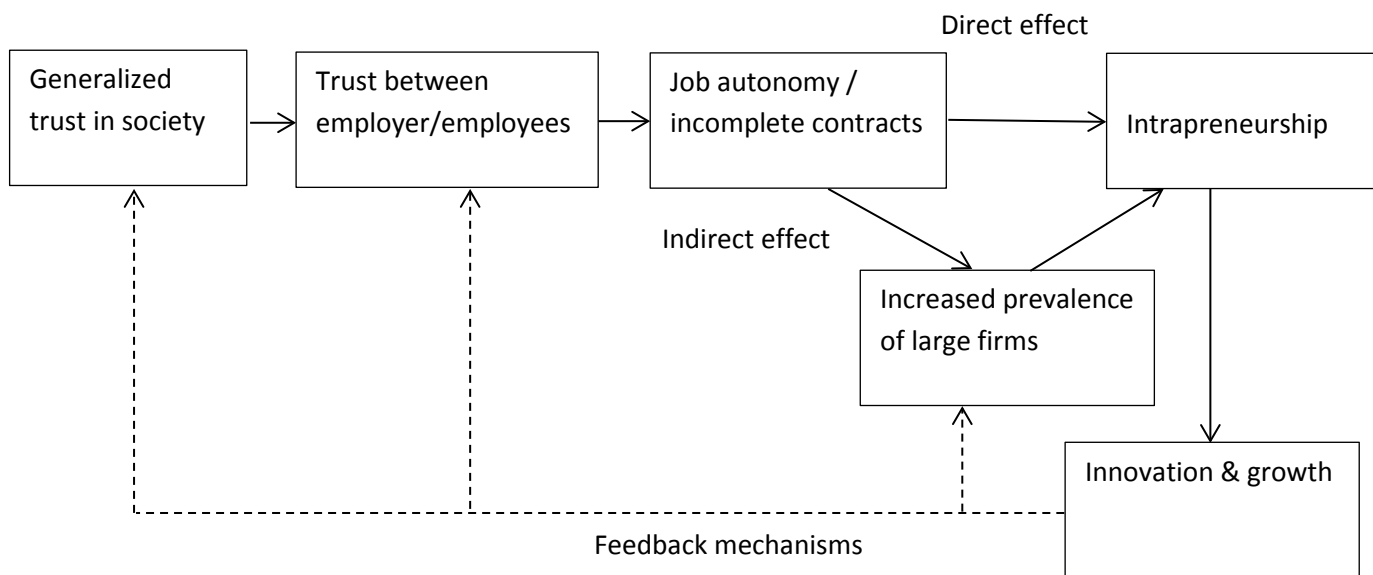 Direct effect
Generalized
trust in society
Trust between
employer/employees
Job autonomy /
incomplete contracts
Intrapreneurship
Indirect effect
Increased prevalence
of large firms
Innovation & growth
Feedback mechanisms